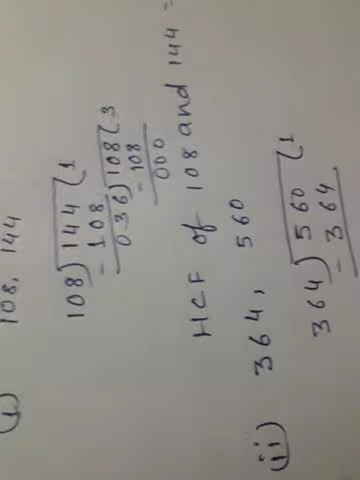 (i) 108, 144
108) 144 (1
- 108
036) 108 (3
- 108
000
HCF of 108 and 144 =
(ii) 364, 560
364) 560 (1
- 364